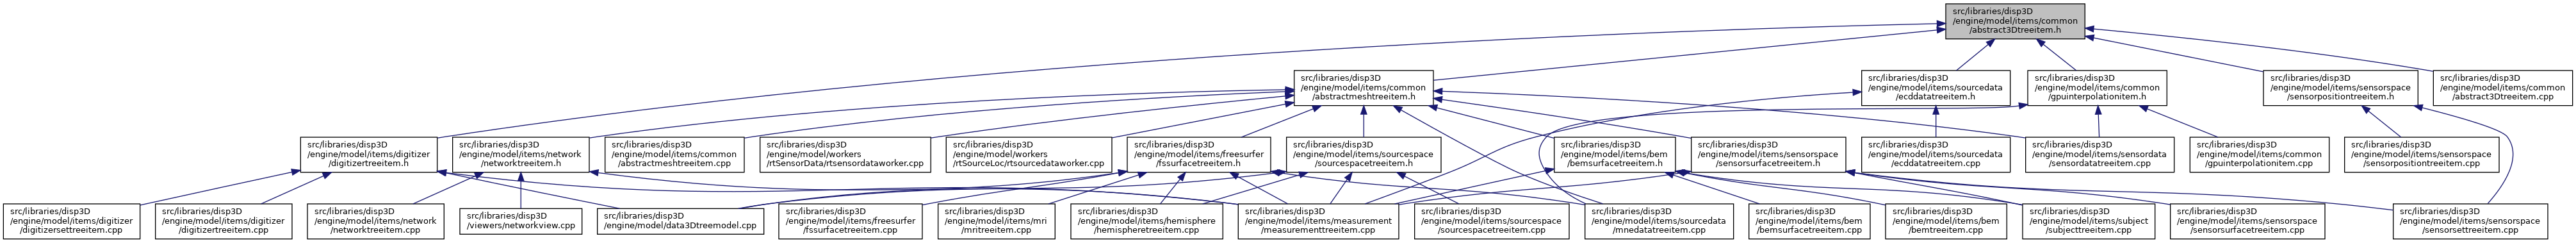 src/libraries/disp3D
/engine/model/items/common
/abstract3Dtreeitem.h
src/libraries/disp3D
/engine/model/items/common
/abstractmeshtreeitem.h
src/libraries/disp3D
/engine/model/items/sourcedata
/ecddatatreeitem.h
src/libraries/disp3D
/engine/model/items/common
/gpuinterpolationitem.h
src/libraries/disp3D
/engine/model/items/sensorspace
/sensorpositiontreeitem.h
src/libraries/disp3D
/engine/model/items/common
/abstract3Dtreeitem.cpp
src/libraries/disp3D
/engine/model/items/digitizer
/digitizertreeitem.h
src/libraries/disp3D
/engine/model/items/network
/networktreeitem.h
src/libraries/disp3D
/engine/model/items/common
/abstractmeshtreeitem.cpp
src/libraries/disp3D
/engine/model/workers
/rtSensorData/rtsensordataworker.cpp
src/libraries/disp3D
/engine/model/workers
/rtSourceLoc/rtsourcedataworker.cpp
src/libraries/disp3D
/engine/model/items/freesurfer
/fssurfacetreeitem.h
src/libraries/disp3D
/engine/model/items/sourcespace
/sourcespacetreeitem.h
src/libraries/disp3D
/engine/model/items/bem
/bemsurfacetreeitem.h
src/libraries/disp3D
/engine/model/items/sensorspace
/sensorsurfacetreeitem.h
src/libraries/disp3D
/engine/model/items/sourcedata
/ecddatatreeitem.cpp
src/libraries/disp3D
/engine/model/items/sensordata
/sensordatatreeitem.cpp
src/libraries/disp3D
/engine/model/items/common
/gpuinterpolationitem.cpp
src/libraries/disp3D
/engine/model/items/sensorspace
/sensorpositiontreeitem.cpp
src/libraries/disp3D
/engine/model/items/digitizer
/digitizersettreeitem.cpp
src/libraries/disp3D
/engine/model/items/digitizer
/digitizertreeitem.cpp
src/libraries/disp3D
/engine/model/items/network
/networktreeitem.cpp
src/libraries/disp3D
/viewers/networkview.cpp
src/libraries/disp3D
/engine/model/data3Dtreemodel.cpp
src/libraries/disp3D
/engine/model/items/freesurfer
/fssurfacetreeitem.cpp
src/libraries/disp3D
/engine/model/items/mri
/mritreeitem.cpp
src/libraries/disp3D
/engine/model/items/hemisphere
/hemispheretreeitem.cpp
src/libraries/disp3D
/engine/model/items/measurement
/measurementtreeitem.cpp
src/libraries/disp3D
/engine/model/items/sourcespace
/sourcespacetreeitem.cpp
src/libraries/disp3D
/engine/model/items/sourcedata
/mnedatatreeitem.cpp
src/libraries/disp3D
/engine/model/items/bem
/bemsurfacetreeitem.cpp
src/libraries/disp3D
/engine/model/items/bem
/bemtreeitem.cpp
src/libraries/disp3D
/engine/model/items/subject
/subjecttreeitem.cpp
src/libraries/disp3D
/engine/model/items/sensorspace
/sensorsurfacetreeitem.cpp
src/libraries/disp3D
/engine/model/items/sensorspace
/sensorsettreeitem.cpp